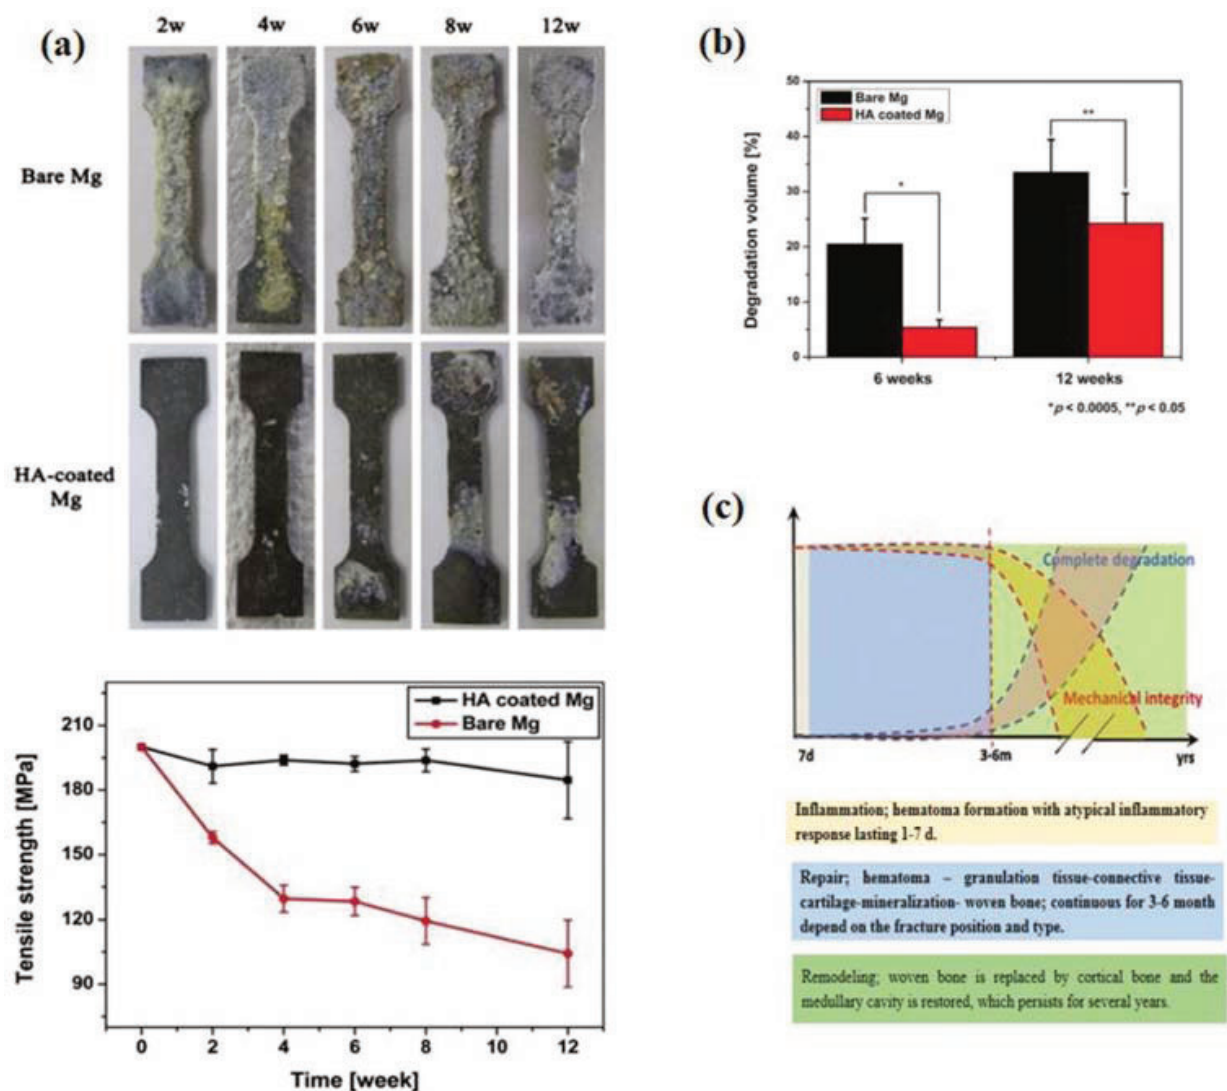 (a)
2w 4w 6w 8w 12w
Bare Mg
HA-coated
Mg
HA coated Mg
Bare Mg
Tensile strength [MPa]
210
180
150
120
90
0 2 4 6 8 10 12
Time [week]
(b)
Bare Mg
HA coated Mg
Degradation volume [%]
50
40
30
20
10
0
*
**
6 weeks 12 weeks
*p < 0.0005, **p < 0.05
(c)
Complete degradation
Mechanical integrity
7d 3-6m yrs
Inflammation; hematoma formation with atypical inflammatory
response lasting 1-7 d.
Repair; hematoma – granulation tissue-connective tissue-
cartilage-mineralization- woven bone; continuous for 3-6 month
depend on the fracture position and type.
Remodeling; woven bone is replaced by cortical bone and the
medullary cavity is restored, which persists for several years.